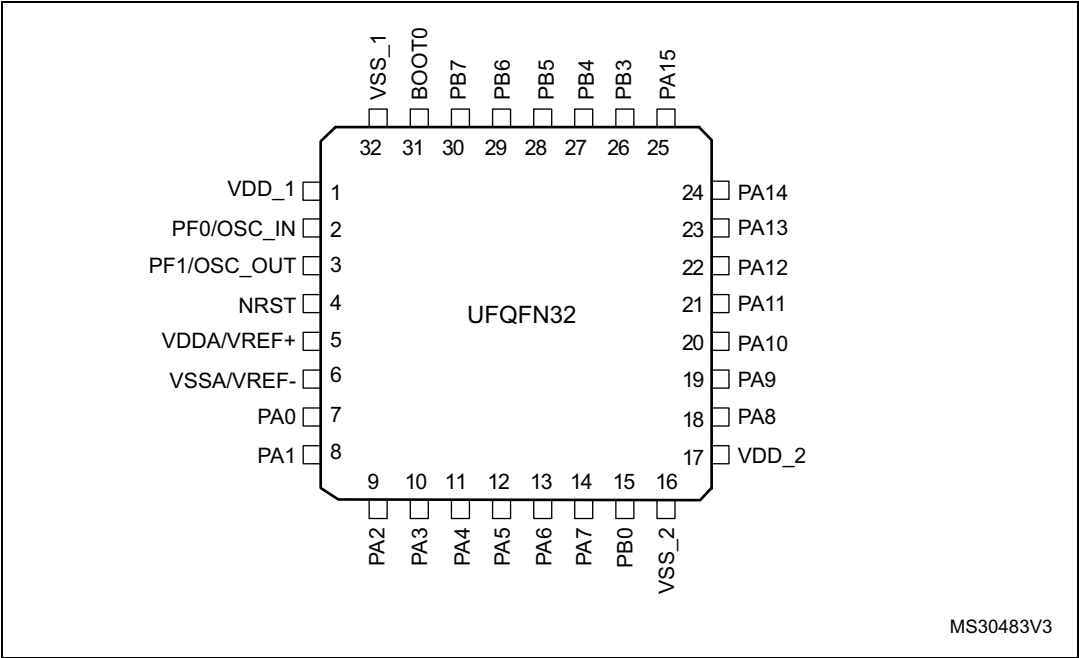 VSS_1
BOOT0
PB7
PB6
PB5
PB4
PB3
PA15
32 31 30 29 28 27 26 25
VDD_1 1
PF0/OSC_IN 2
PF1/OSC_OUT 3
NRST 4
VDDA/VREF+ 5
VSSA/VREF- 6
PA0 7
PA1 8
UFQFN32
24 PA14
23 PA13
22 PA12
21 PA11
20 PA10
19 PA9
18 PA8
17 VDD_2
9 10 11 12 13 14 15 16
PA2
PA3
PA4
PA5
PA6
PA7
PB0
VSS_2
MS30483V3